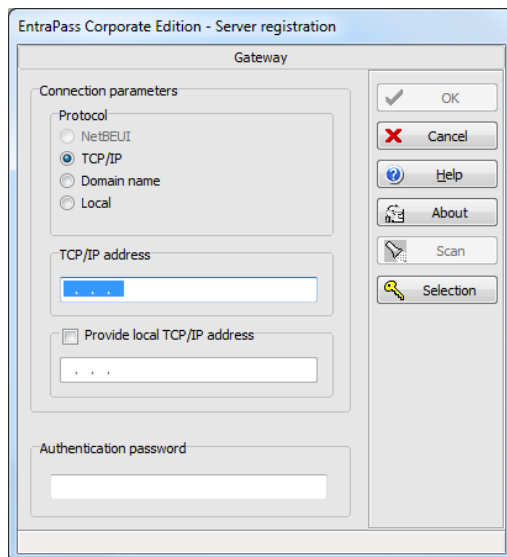 EntraPass Corporate Edition - Server registration
Gateway
Connection parameters
Protocol
NetBEUI
TCP/IP
Domain name
Local
TCP/IP address
. . .
Provide local TCP/IP address
. . .
Authentication password
OK
Cancel
Help
About
Scan
Selection